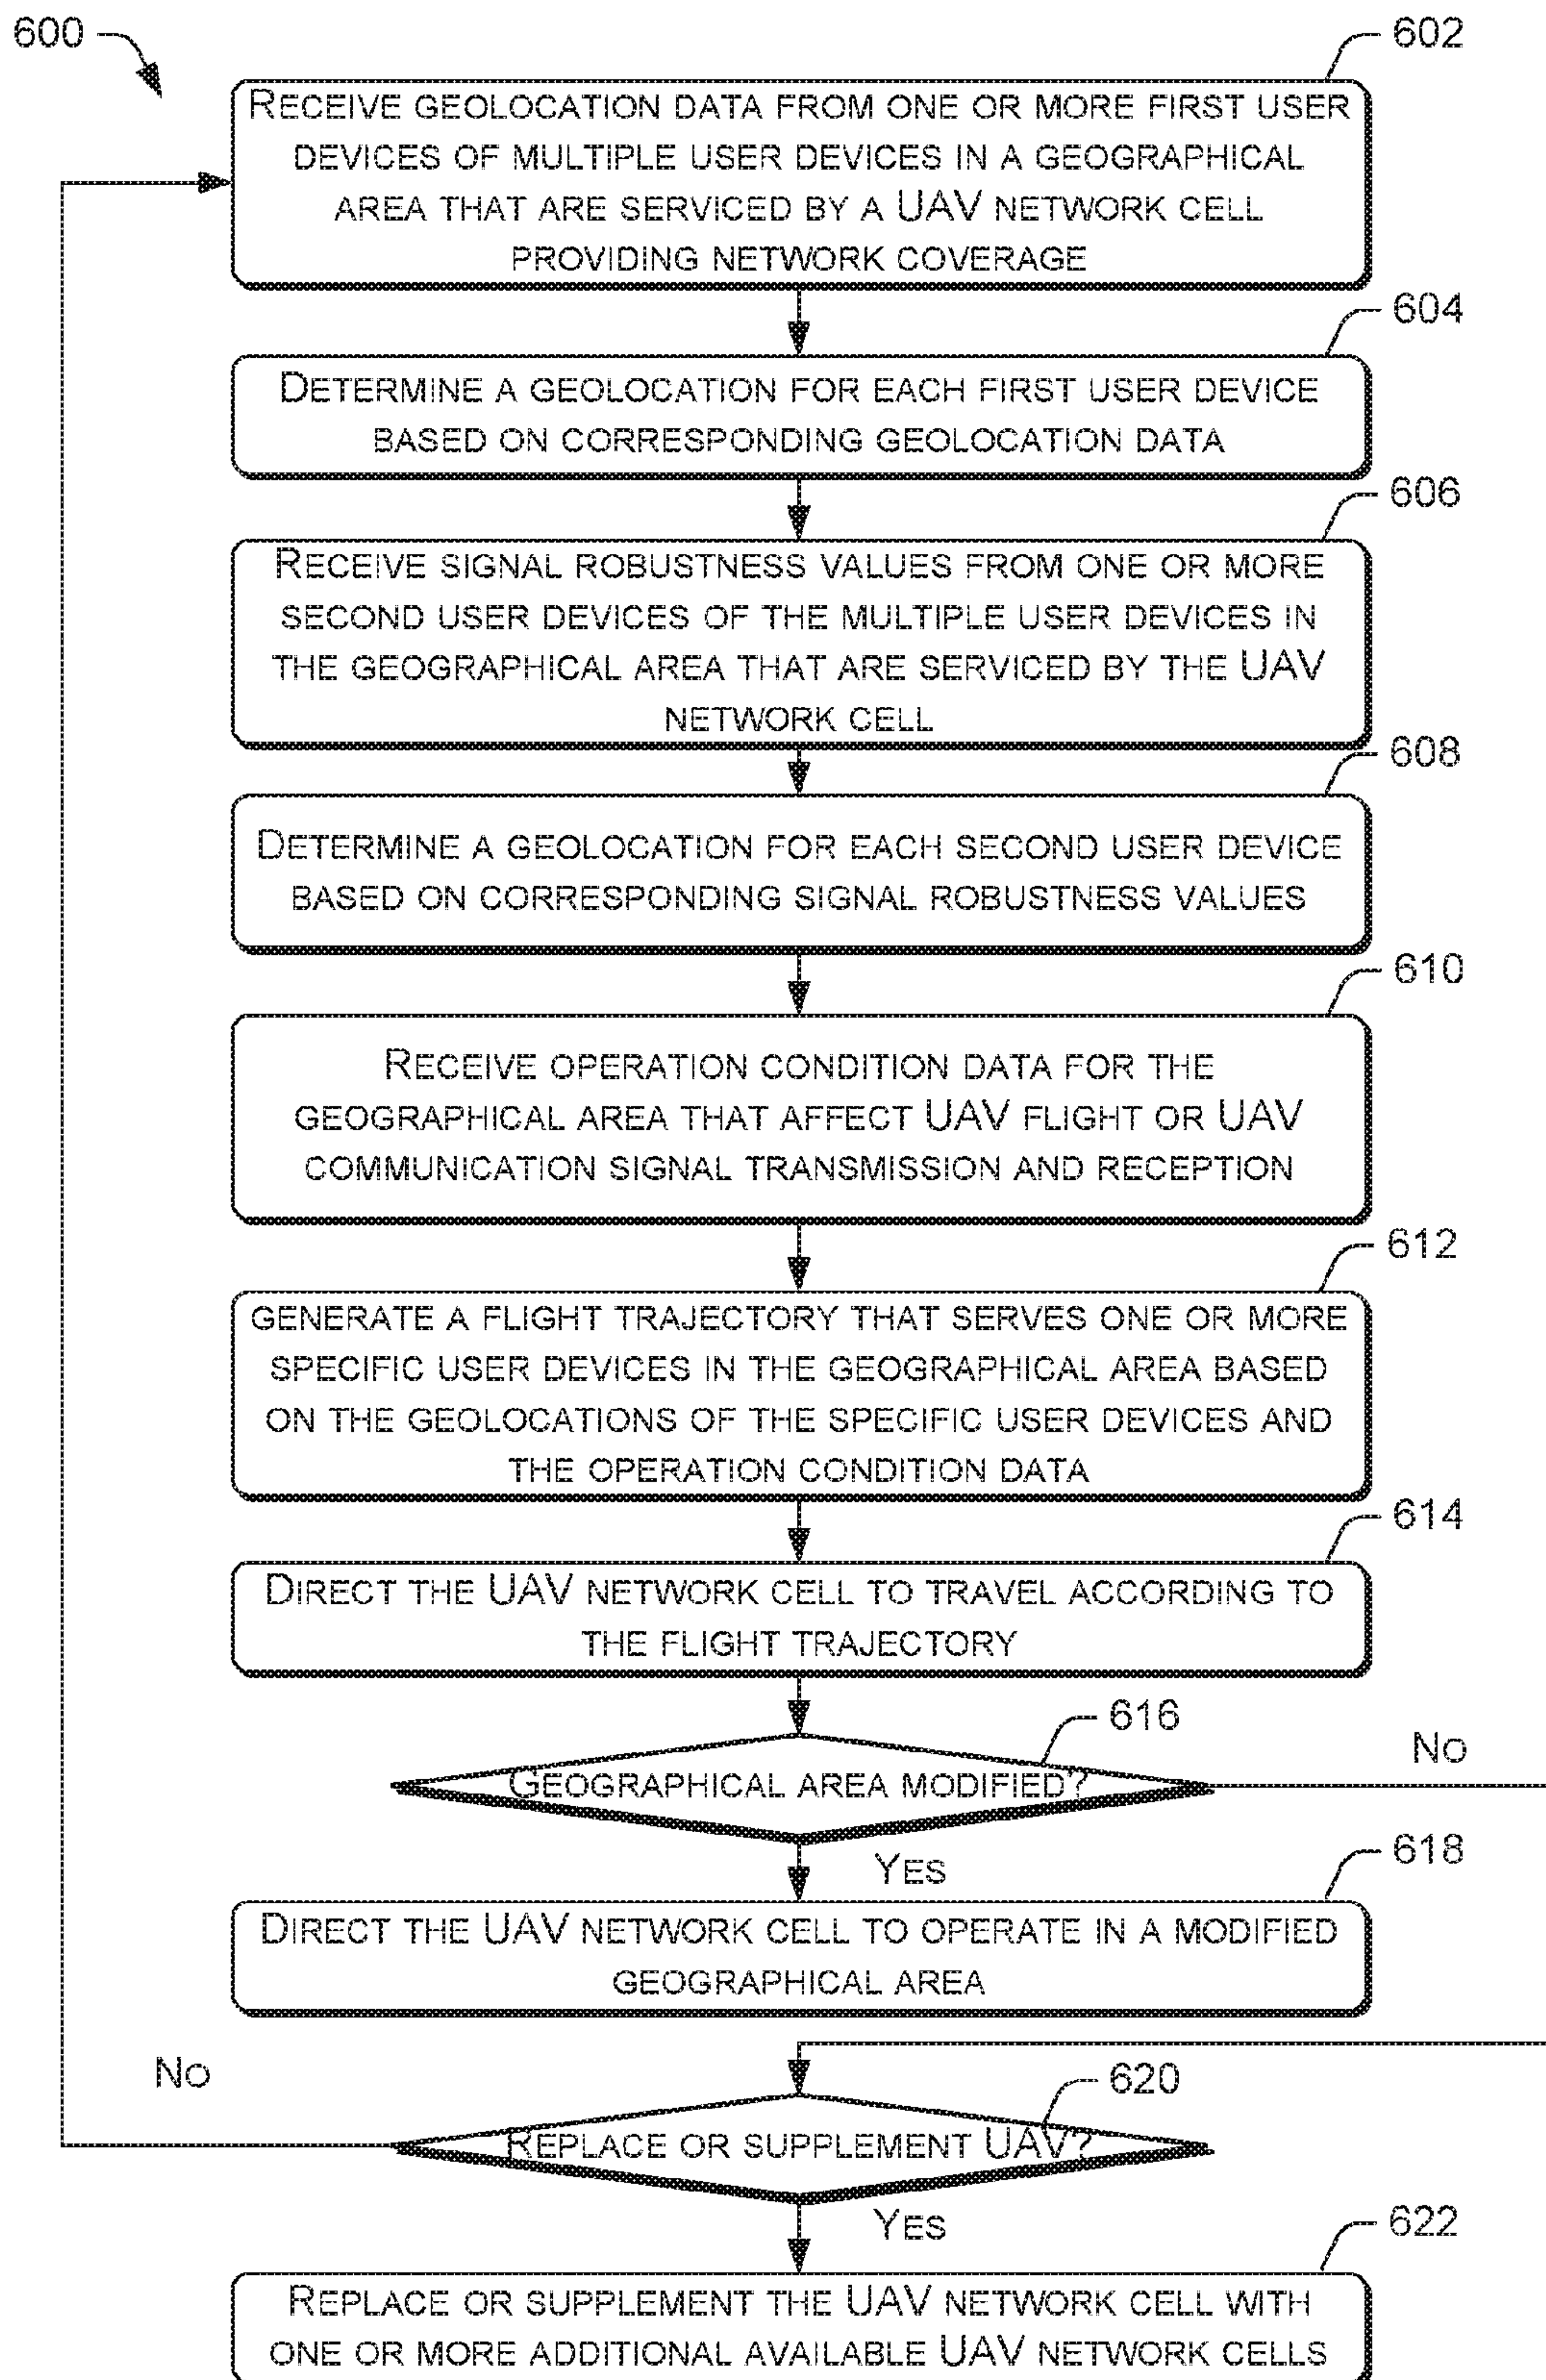 600
602
RECEIVE GEOLOCATION DATA FROM ONE OR MORE FIRST USER
DEVICES OF MULTIPLE USER DEVICES IN A GEOGRAPHICAL
AREA THAT ARE SERVICED BY A UAV NETWORK CELL
PROVIDING NETWORK COVERAGE
604
DETERMINE A GEOLOCATION FOR EACH FIRST USER DEVICE
BASED ON CORRESPONDING GEOLOCATION DATA
606
RECEIVE SIGNAL ROBUSTNESS VALUES FROM ONE OR MORE
SECOND USER DEVICES OF THE MULTIPLE USER DEVICES IN
THE GEOGRAPHICAL AREA THAT ARE SERVICED BY THE UAV
NETWORK CELL
608
DETERMINE A GEOLOCATION FOR EACH SECOND USER DEVICE
BASED ON CORRESPONDING SIGNAL ROBUSTNESS VALUES
610
RECEIVE OPERATION CONDITION DATA FOR THE
GEOGRAPHICAL AREA THAT AFFECT UAV FLIGHT OR UAV
COMMUNICATION SIGNAL TRANSMISSION AND RECEPTION
612
GENERATE A FLIGHT TRAJECTORY THAT SERVES ONE OR MORE
SPECIFIC USER DEVICES IN THE GEOGRAPHICAL AREA BASED
ON THE GEOLOCATIONS OF THE SPECIFIC USER DEVICES AND
THE OPERATION CONDITION DATA
614
DIRECT THE UAV NETWORK CELL TO TRAVEL ACCORDING TO
THE FLIGHT TRAJECTORY
616
NO
GEOGRAPHICAL AREA MODIFIED?
YES
618
DIRECT THE UAV NETWORK CELL TO OPERATE IN A MODIFIED
GEOGRAPHICAL AREA
NO
620
REPLACE OR SUPPLEMENT UAV?
YES
622
REPLACE OR SUPPLEMENT THE UAV NETWORK CELL WITH
ONE OR MORE ADDITIONAL AVAILABLE UAV NETWORK CELLS